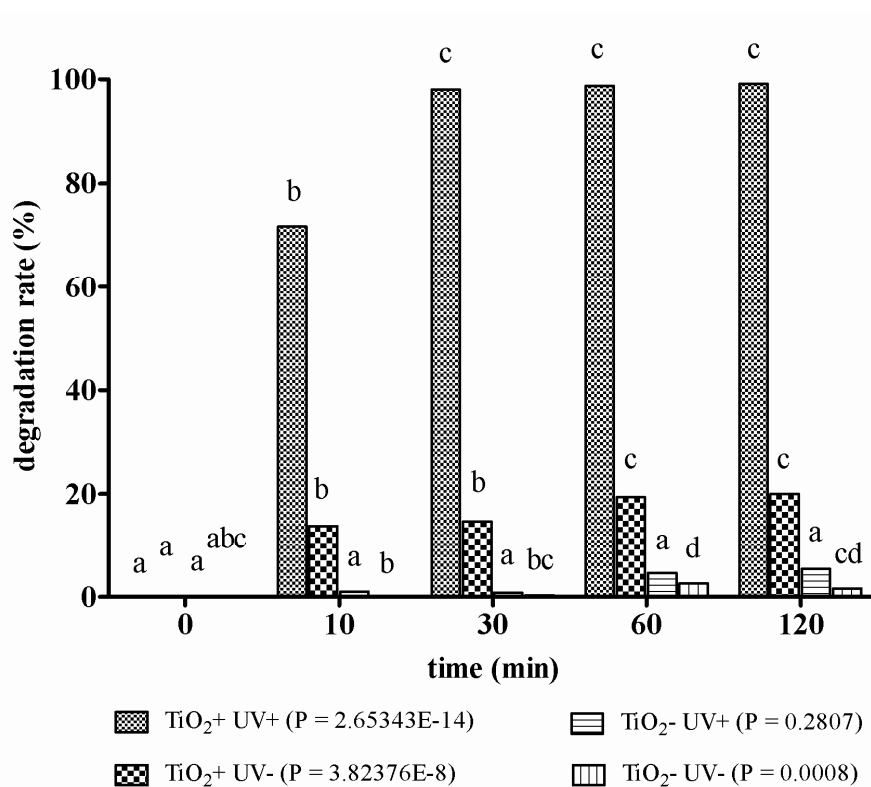 degradation rate (%)
100
80
60
40
20
0
c c c
b
b b c c
a a a abc a b a bc a d a cd
0 10 30 60 120
time (min)
TiO₂+ UV+ (P = 2.65343E-14)
TiO₂- UV+ (P = 0.2807)
TiO₂+ UV- (P = 3.82376E-8)
TiO₂- UV- (P = 0.0008)